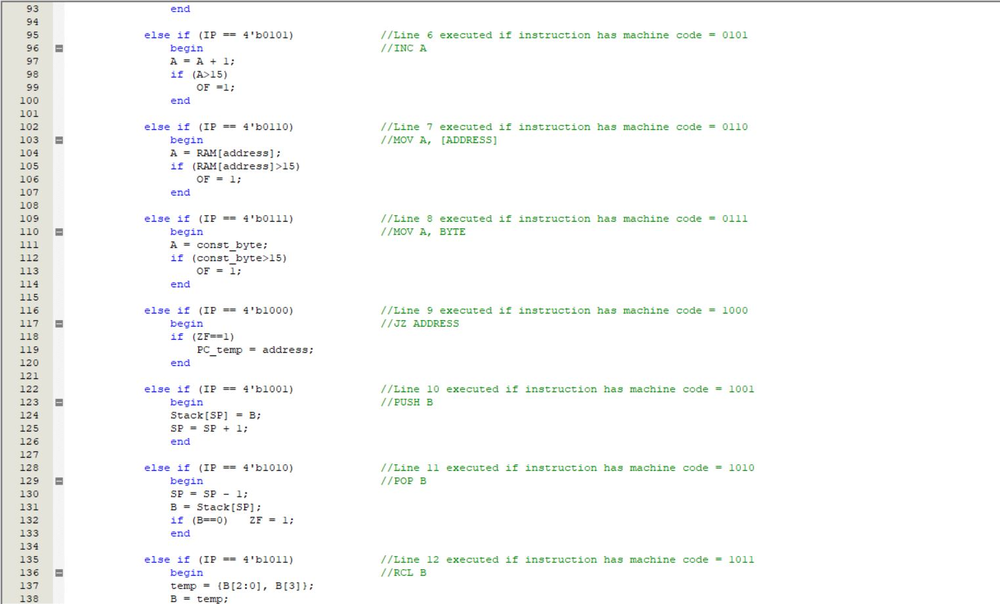 93 end
94
95 else if (IP == 4'b0101) //Line 6 executed if instruction has machine code = 0101
96 begin //INC A
97 A = A + 1;
98 if (A>15)
99 OF =1;
100 end
101
102 else if (IP == 4'b0110) //Line 7 executed if instruction has machine code = 0110
103 begin //MOV A, [ADDRESS]
104 A = RAM[address];
105 if (RAM[address]>15)
106 OF = 1;
107 end
108
109 else if (IP == 4'b0111) //Line 8 executed if instruction has machine code = 0111
110 begin //MOV A, BYTE
111 A = const_byte;
112 if (const_byte>15)
113 OF = 1;
114 end
115
116 else if (IP == 4'b1000) //Line 9 executed if instruction has machine code = 1000
117 begin //JZ ADDRESS
118 if (ZF==1)
119 PC_temp = address;
120 end
121
122 else if (IP == 4'b1001) //Line 10 executed if instruction has machine code = 1001
123 begin //PUSH B
124 Stack[SP] = B;
125 SP = SP + 1;
126 end
127
128 else if (IP == 4'b1010) //Line 11 executed if instruction has machine code = 1010
129 begin //POP B
130 SP = SP - 1;
131 B = Stack[SP];
132 if (B==0) ZF = 1;
133 end
134
135 else if (IP == 4'b1011) //Line 12 executed if instruction has machine code = 1011
136 begin //RCL B
137 temp = {B[2:0], B[3]};
138 B = temp;